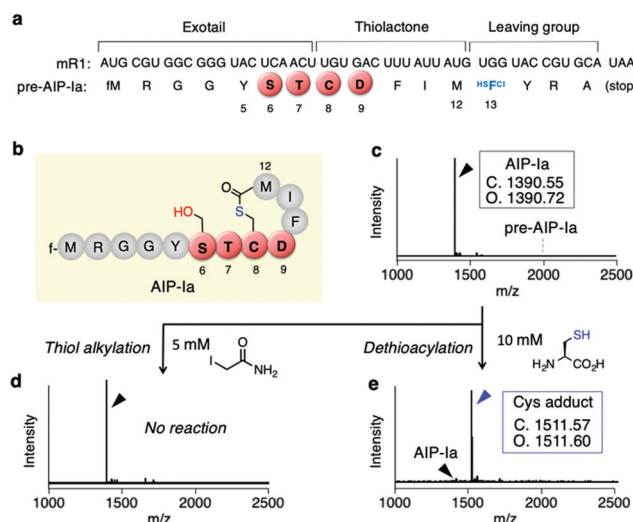 a
Exotail Thiolactone Leaving group
mR1: AUG CGU GGC GGG UAC UCAACU UGU GAC UUU AUU AUG UGG UAC CGU GCA UAA
pre-AIP-Ia: fM R G G Y S T C D F I M HSFCl Y R A (stop)
5 6 7 8 9 12 13
b
12
O M I
HO S F
f- M R G G Y S T C D
6 7 8 9
AIP-Ia
c
Intensity
AIP-Ia
C. 1390.55
O. 1390.72
pre-AIP-Ia
1000 1500 2000 2500
m/z
Thiol alkylation 5 mM
I O NH2
Dethioacylation 10 mM
SH
H2N CO2H
d
Intensity
No reaction
1000 1500 2000 2500
m/z
e
Intensity
Cys adduct
C. 1511.57
O. 1511.60
AIP-Ia
1000 1500 2000 2500
m/z